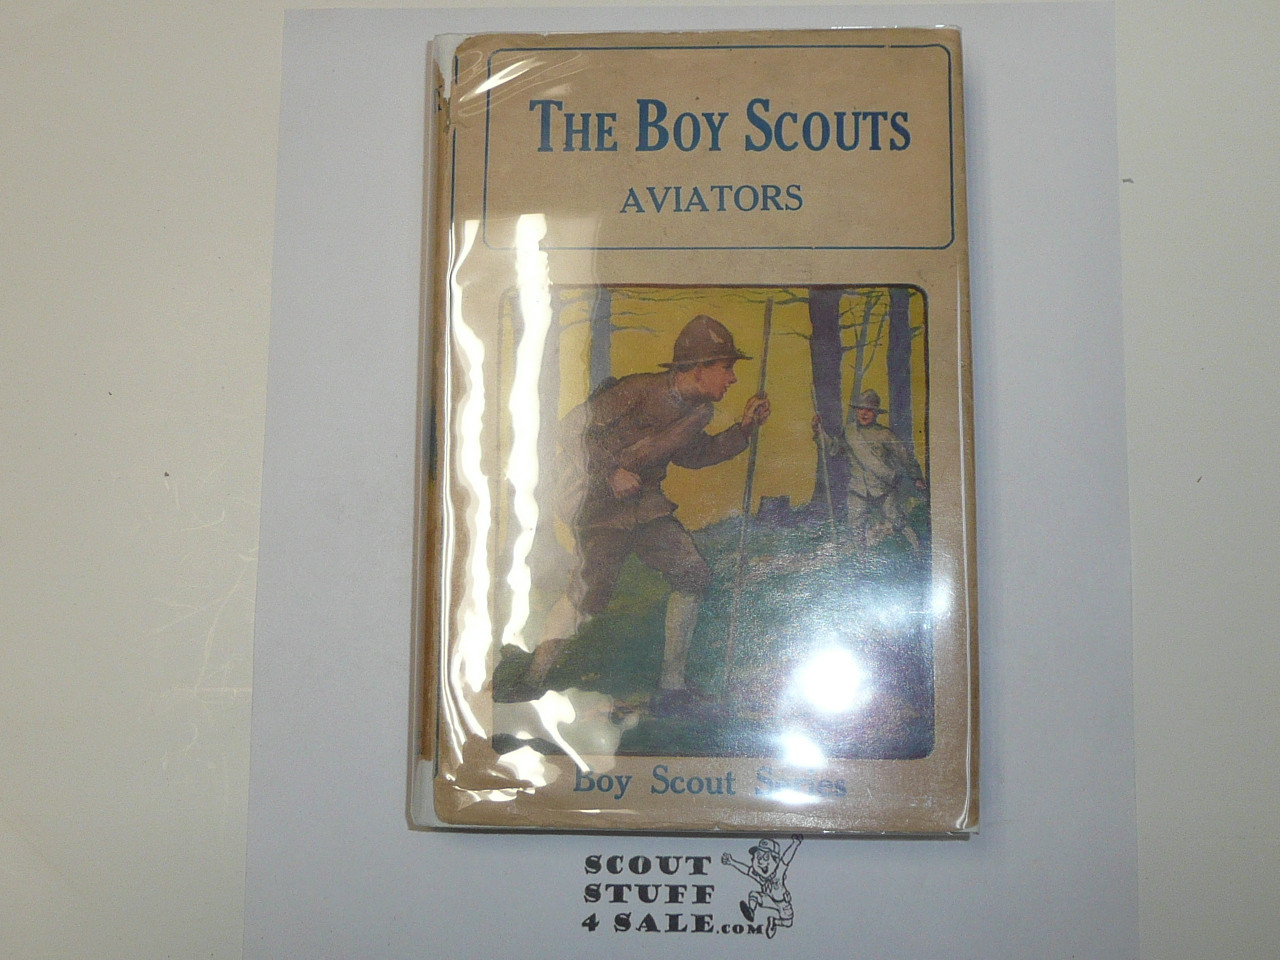 THE BOY SCOUTS
AVIATORS
Boy Scout Series
SCOUT
STUFF
4 SALE.COM